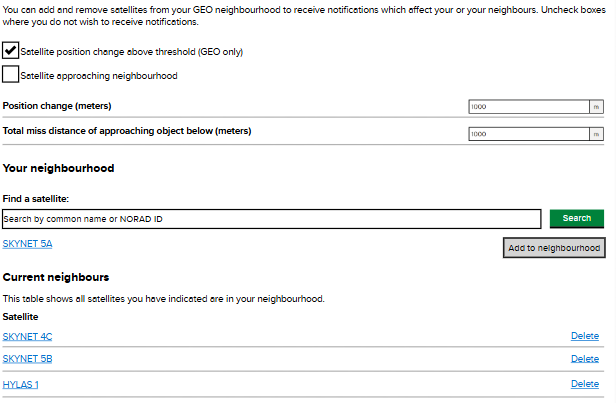 You can add and remove satellites from your GEO neighbourhood to receive notifications which affect your or your neighbours. Uncheck boxes
where you do not wish to receive notifications.
Satellite position change above threshold (GEO only)
Satellite approaching neighbourhood
Position change (meters) 1000 m
Total miss distance of approaching object below (meters) 1000 m
Your neighbourhood
Find a satellite:
Search by common name or NORAD ID Search
SKYNET 5A Add to neighbourhood
Current neighbours
This table shows all satellites you have indicated are in your neighbourhood.
Satellite
SKYNET 4C Delete
SKYNET 5B Delete
HYLAS 1 Delete